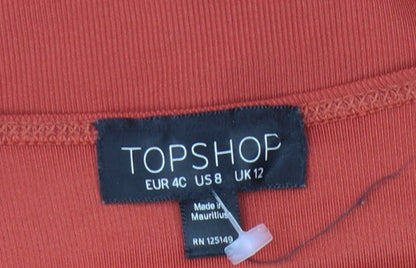 TOPSHOP
EUR 40 US 8 UK 12
Made in
Mauritius
RN 125149